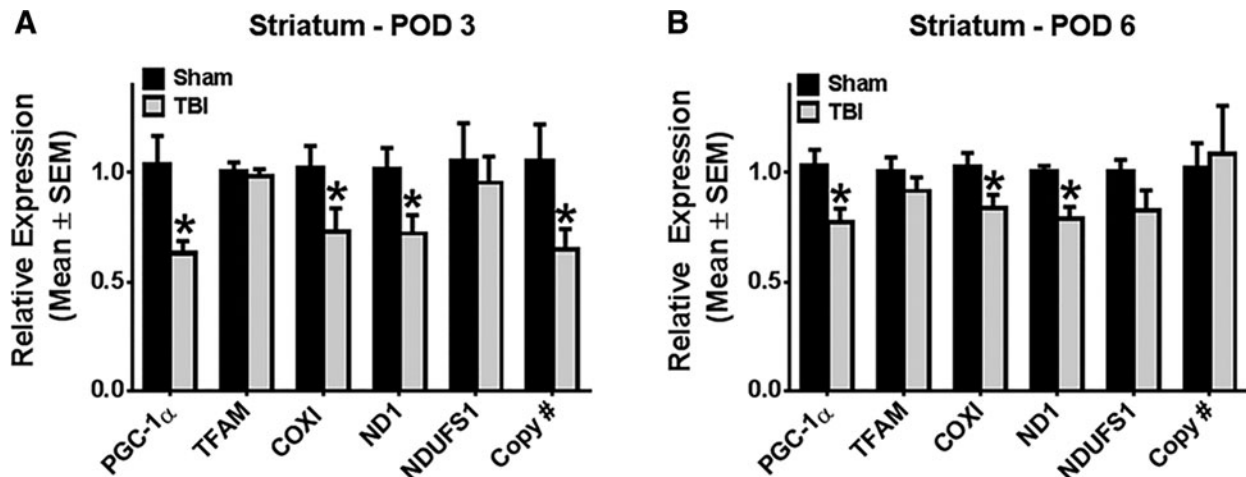 A
Striatum - POD 3
Sham
TBI
Relative Expression
(Mean ± SEM)
1.0
0.5
0.0
*
*
*
*
PGC-1α
TFAM
COXI
ND1
NDUFS1
Copy #
B
Striatum - POD 6
Sham
TBI
Relative Expression
(Mean ± SEM)
1.0
0.5
0.0
*
*
*
PGC-1α
TFAM
COXI
ND1
NDUFS1
Copy #